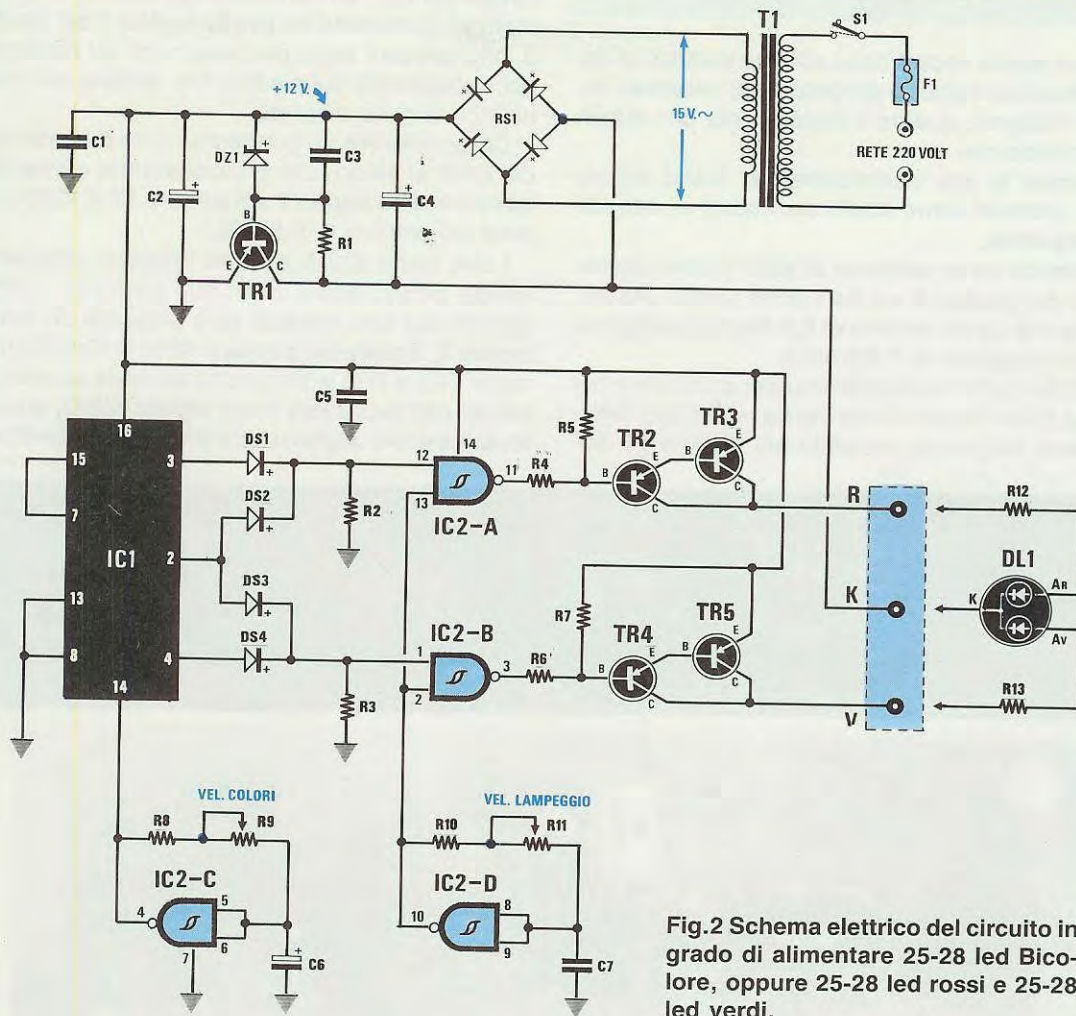 T1
S1
F1
RETE 220 VOLT
15 V.~
RS1
+12 V.
C1
C2
+
DZ1
+
C3
C4
+
R1
B
E
C
TR1
16
15
7
13
8
14
3
2
4
IC1
DS1
+
DS2
+
DS3
+
DS4
+
R2
R3
C5
12
13
14
11
IC2-A
R4
R5
TR2
B
E
C
TR3
B
E
C
1
2
3
IC2-B
R6
R7
TR4
B
E
C
TR5
B
E
C
R
K
V
R12
DL1
K
AR
AV
R13
VEL. COLORI
R8
R9
IC2-C
4
5
6
7
+
C6
VEL. LAMPEGGIO
R10
R11
IC2-D
10
8
9
C7
Fig.2 Schema elettrico del circuito in
grado di alimentare 25-28 led Bico-
lore, oppure 25-28 led rossi e 25-28
led verdi.